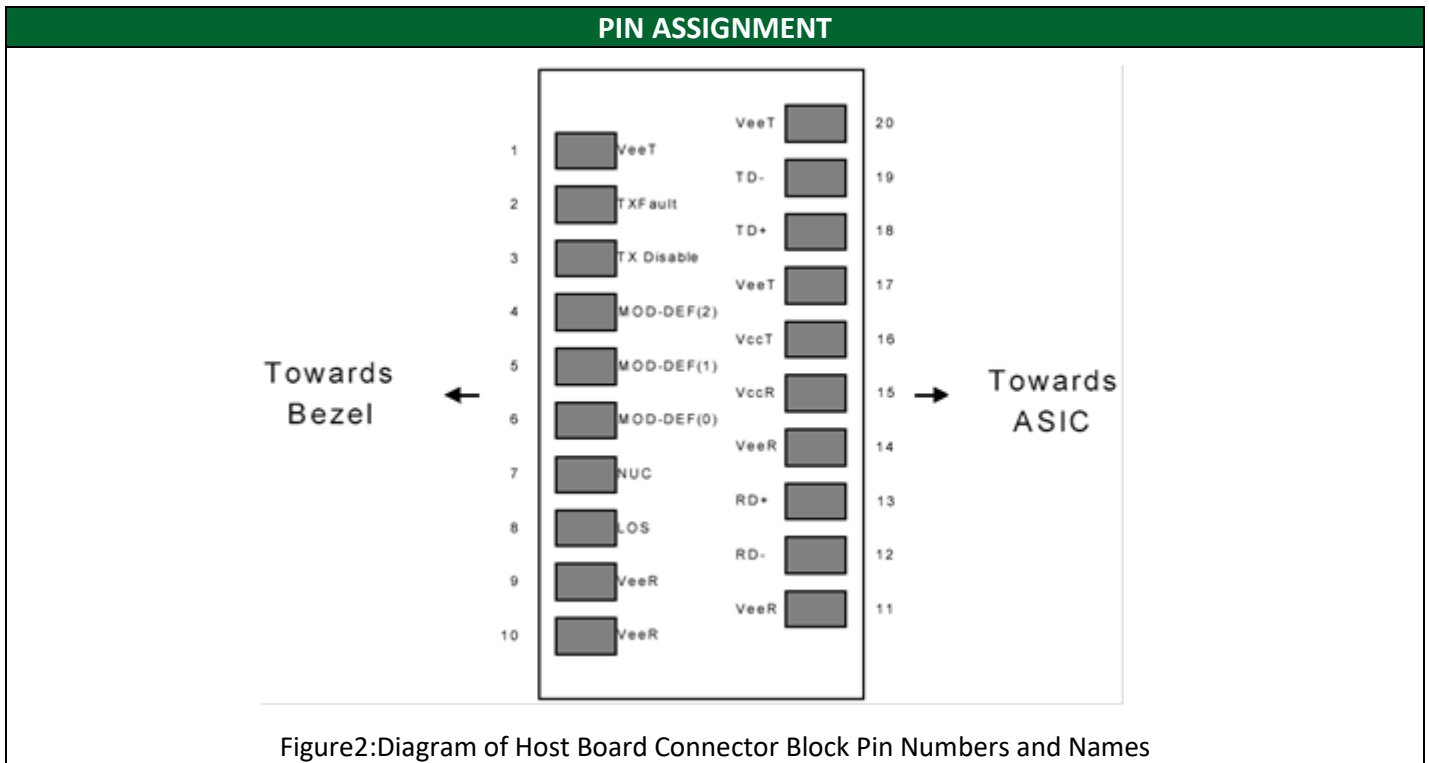 PIN ASSIGNMENT
VeeT 20
1 VeeT
TD- 19
2 TXFault
TD+ 18
3 TX Disable
VeeT 17
4 MOD-DEF(2)
VccT 16
5 MOD-DEF(1)
Towards
Bezel
VccR 15
Towards
ASIC
6 MOD-DEF(0)
VeeR 14
7 NUC
RD+ 13
8 LOS
RD- 12
9 VeeR
VeeR 11
10 VeeR
Figure2:Diagram of Host Board Connector Block Pin Numbers and Names